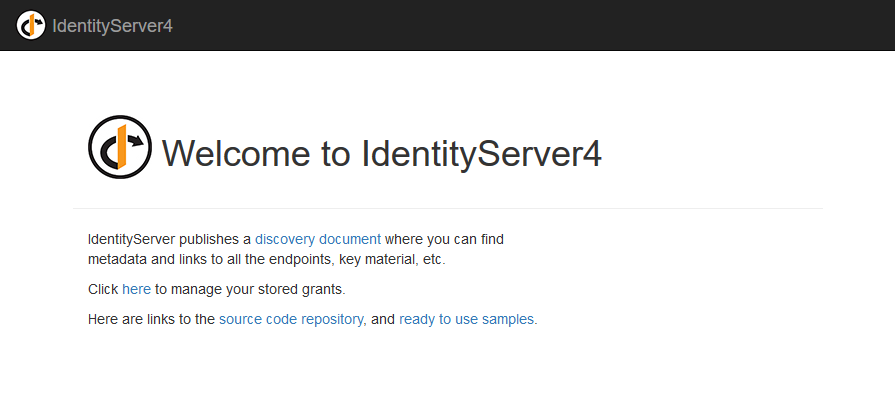 IdentityServer4
Welcome to IdentityServer4
IdentityServer publishes a discovery document where you can find
metadata and links to all the endpoints, key material, etc.
Click here to manage your stored grants.
Here are links to the source code repository, and ready to use samples.